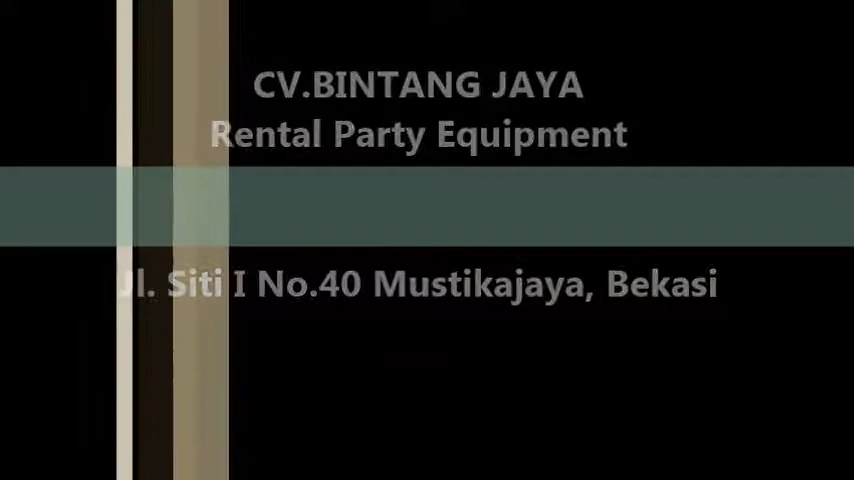 CV.BINTANG JAYA
Rental Party Equipment
Jl. Siti I No.40 Mustikajaya, Bekasi